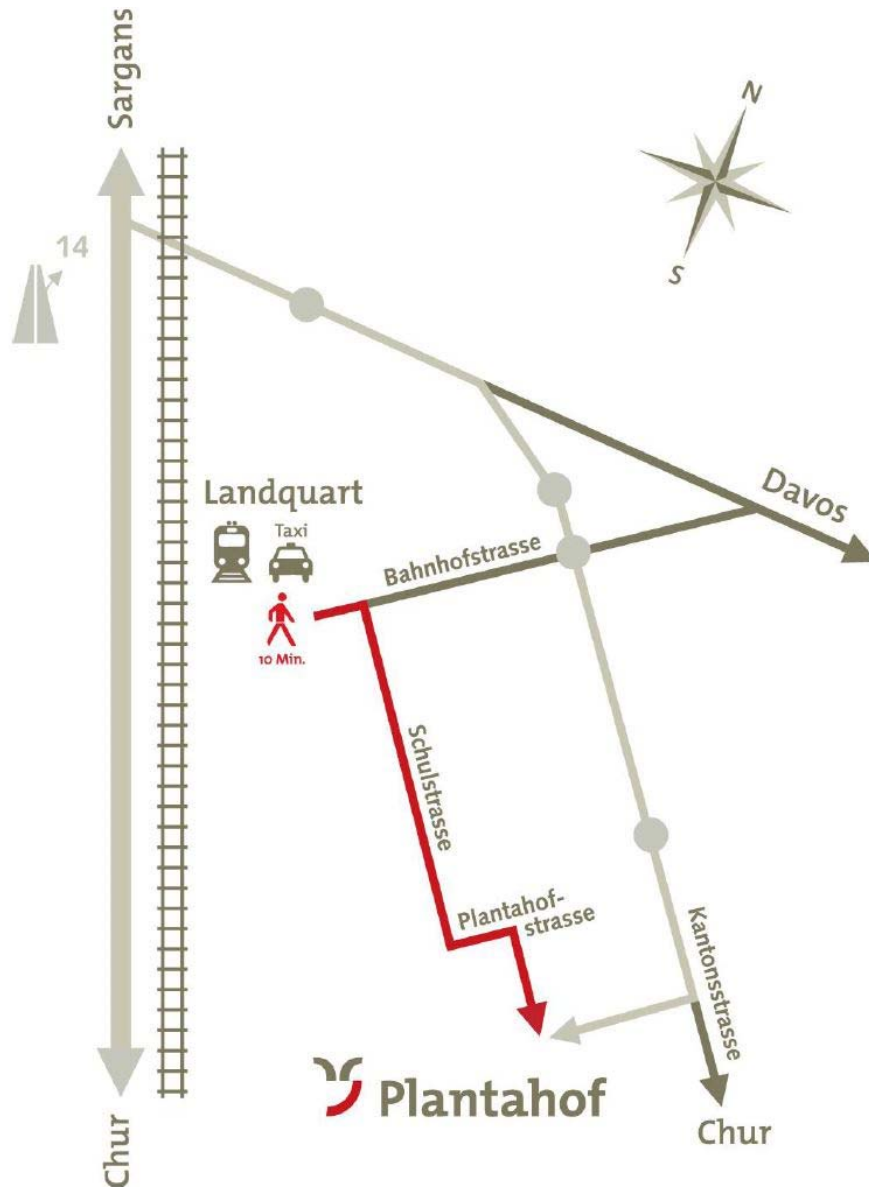 Sargans
N
S
14
Landquart
Taxi
10 Min.
Davos
Bahnhofstrasse
Schulstrasse
Plantahof-
strasse
Kantonsstrasse
Plantahof
Chur
Chur